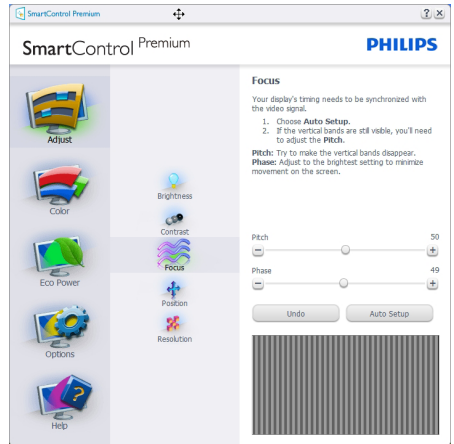 SmartControl Premium
? ×
SmartControl Premium
PHILIPS
Adjust
Color
Eco Power
Options
Help
Brightness
Contrast
Focus
Position
Resolution
Focus
Your display's timing needs to be synchronized with
the video signal.
1. Choose Auto Setup.
2. If the vertical bands are still visible, you'll need
to adjust the Pitch.
Pitch: Try to make the vertical bands disappear.
Phase: Adjust to the brightest setting to minimize
movement on the screen.
Pitch 50
Phase 49
Undo Auto Setup